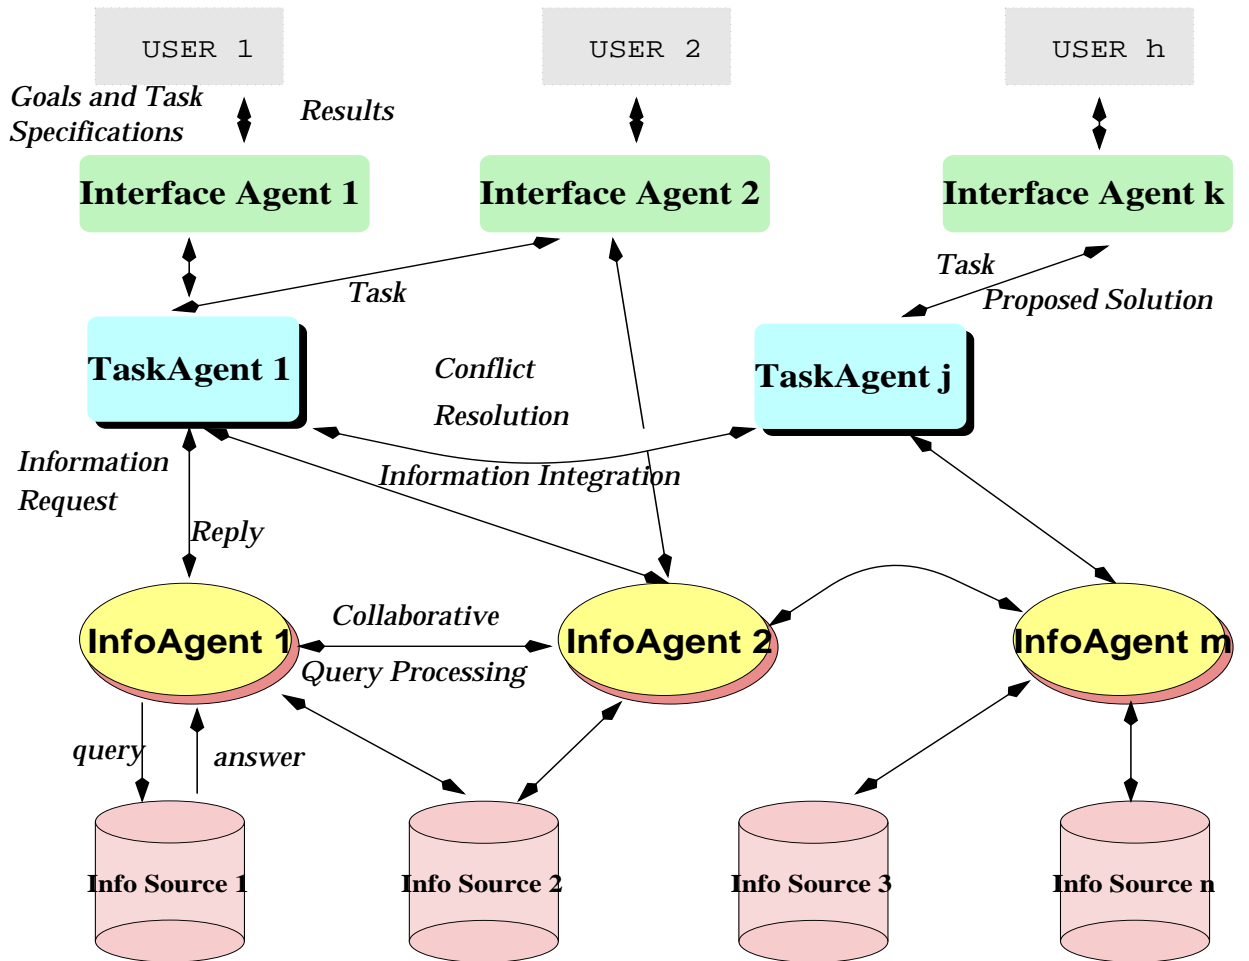 USER 1
USER 2
USER h
Goals and Task
Specifications
Results
Interface Agent 1
Interface Agent 2
Interface Agent k
Task
Task
Proposed Solution
TaskAgent 1
Conflict
Resolution
TaskAgent j
Information
Request
Information Integration
Reply
Collaborative
InfoAgent 1
InfoAgent 2
InfoAgent m
Query Processing
query
answer
Info Source 1
Info Source 2
Info Source 3
Info Source n